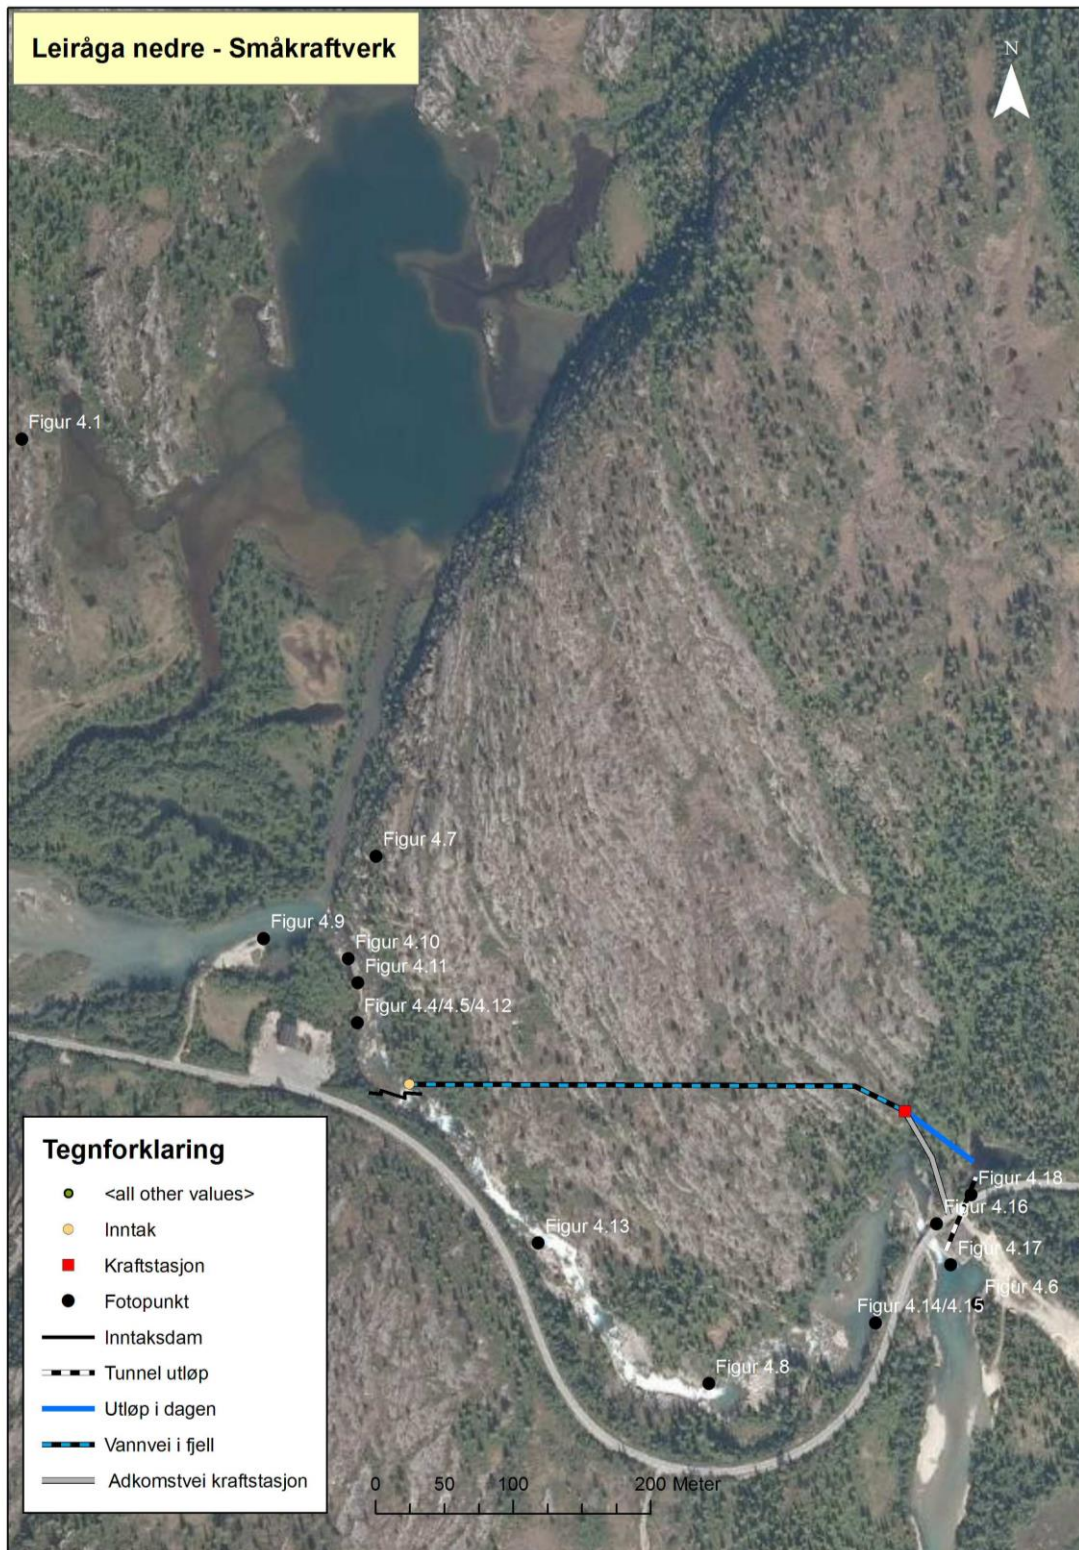 Leiråga nedre - Småkraftverk
N
Figur 4.1
Figur 4.7
Figur 4.9
Figur 4.10
Figur 4.11
Figur 4.4/4.5/4.12
Figur 4.18
Figur 4.16
Figur 4.13
Figur 4.17
Figur 4.6
Figur 4.14/4.15
Figur 4.8
Tegnforklaring
<all other values>
Inntak
Kraftstasjon
Fotopunkt
Inntaksdam
Tunnel utløp
Utløp i dagen
Vannvei i fjell
Adkomstvei kraftstasjon
0 50 100 200 Meter